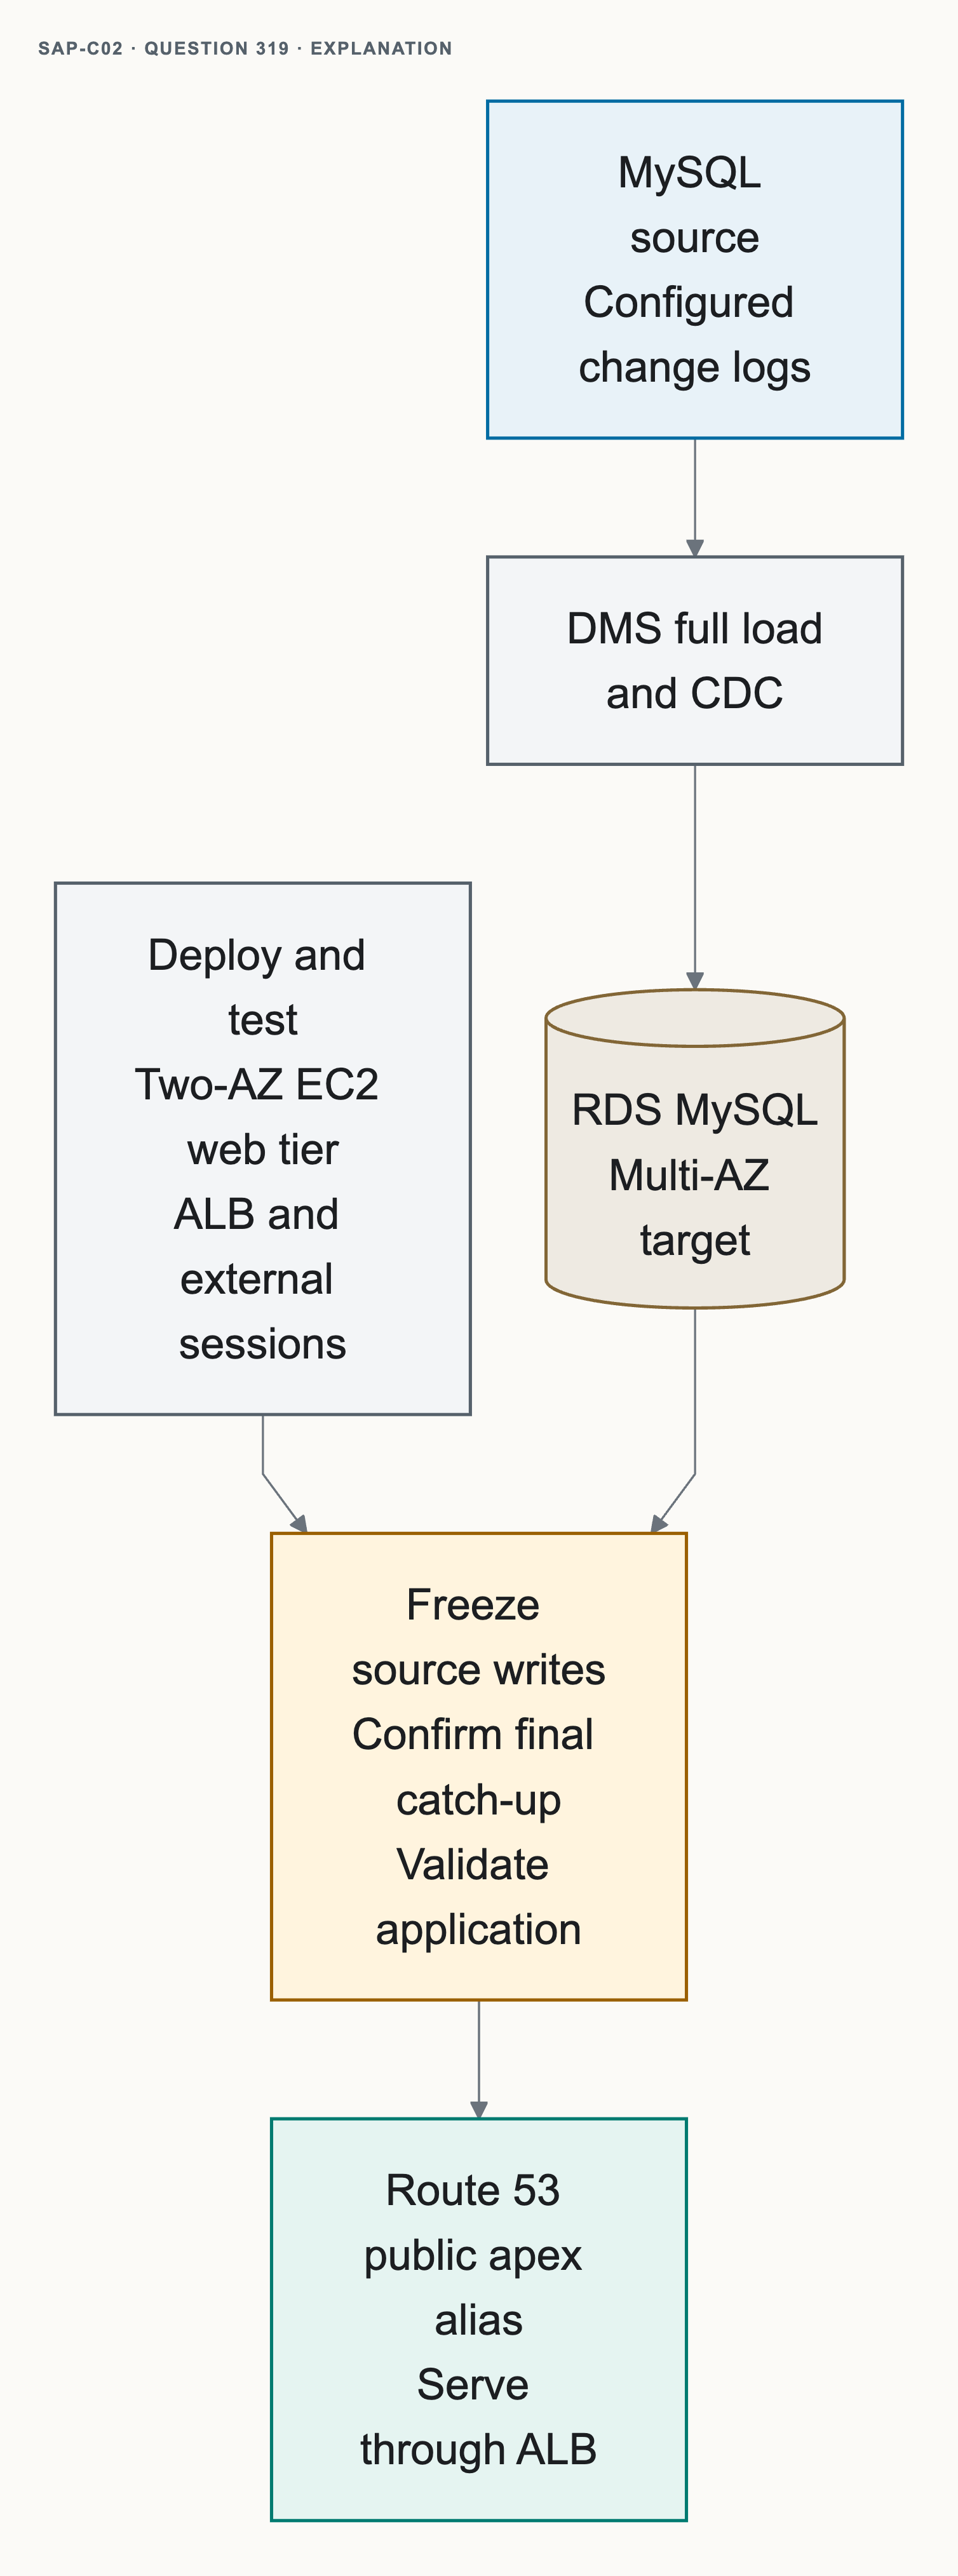 SAP-C02 · QUESTION 319 · EXPLANATION
MySQL
source
Configured
change logs
DMS full load
and CDC
Deploy and
test
Two-AZ EC2
web tier
ALB and
external
sessions
RDS MySQL
Multi-AZ
target
Freeze
source writes
Confirm final
catch-up
Validate
application
Route 53
public apex
alias
Serve
through ALB